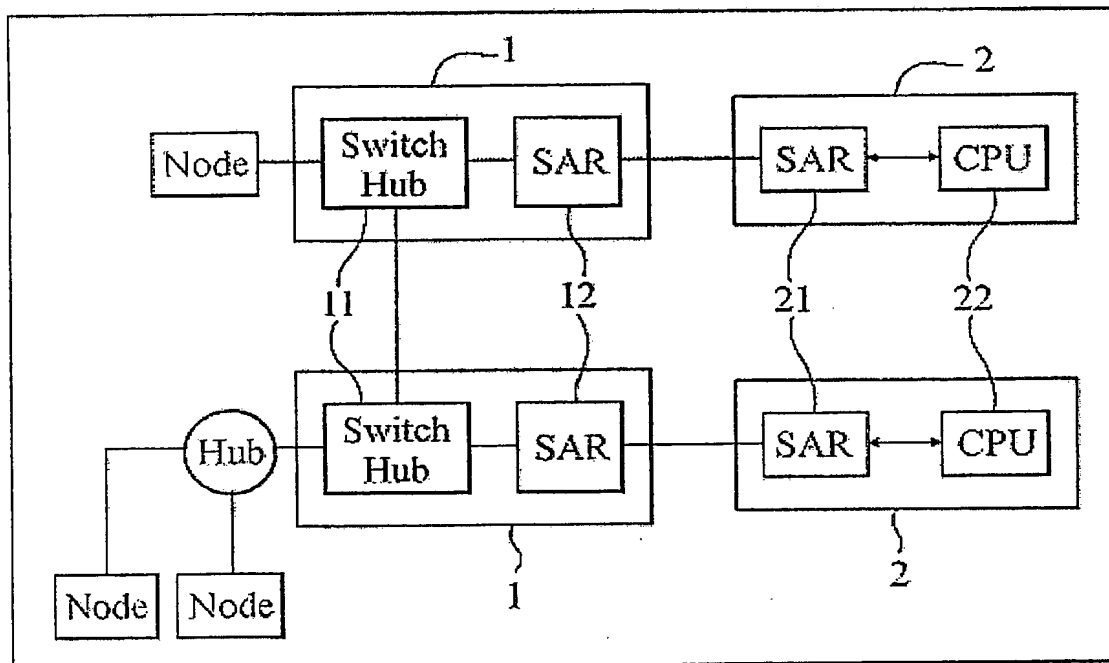 1
2
Node
Switch
Hub
SAR
SAR
CPU
11
12
21
22
Hub
Switch
Hub
SAR
SAR
CPU
1
2
Node
Node